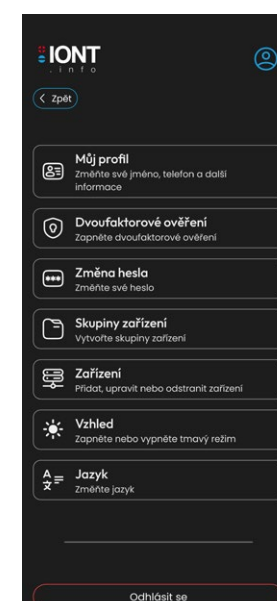 IONT
.info
Zpět
Můj profil
Změňte své jméno, telefon a další
informace
Dvoufaktorové ověření
Zapněte dvoufaktorové ověření
Změna hesla
Změňte své heslo
Skupiny zařízení
Vytvořte skupiny zařízení
Zařízení
Přidat, upravit nebo odstranit zařízení
Vzhled
Zapněte nebo vypněte tmavý režim
Jazyk
Změňte jazyk
Odhlásit se